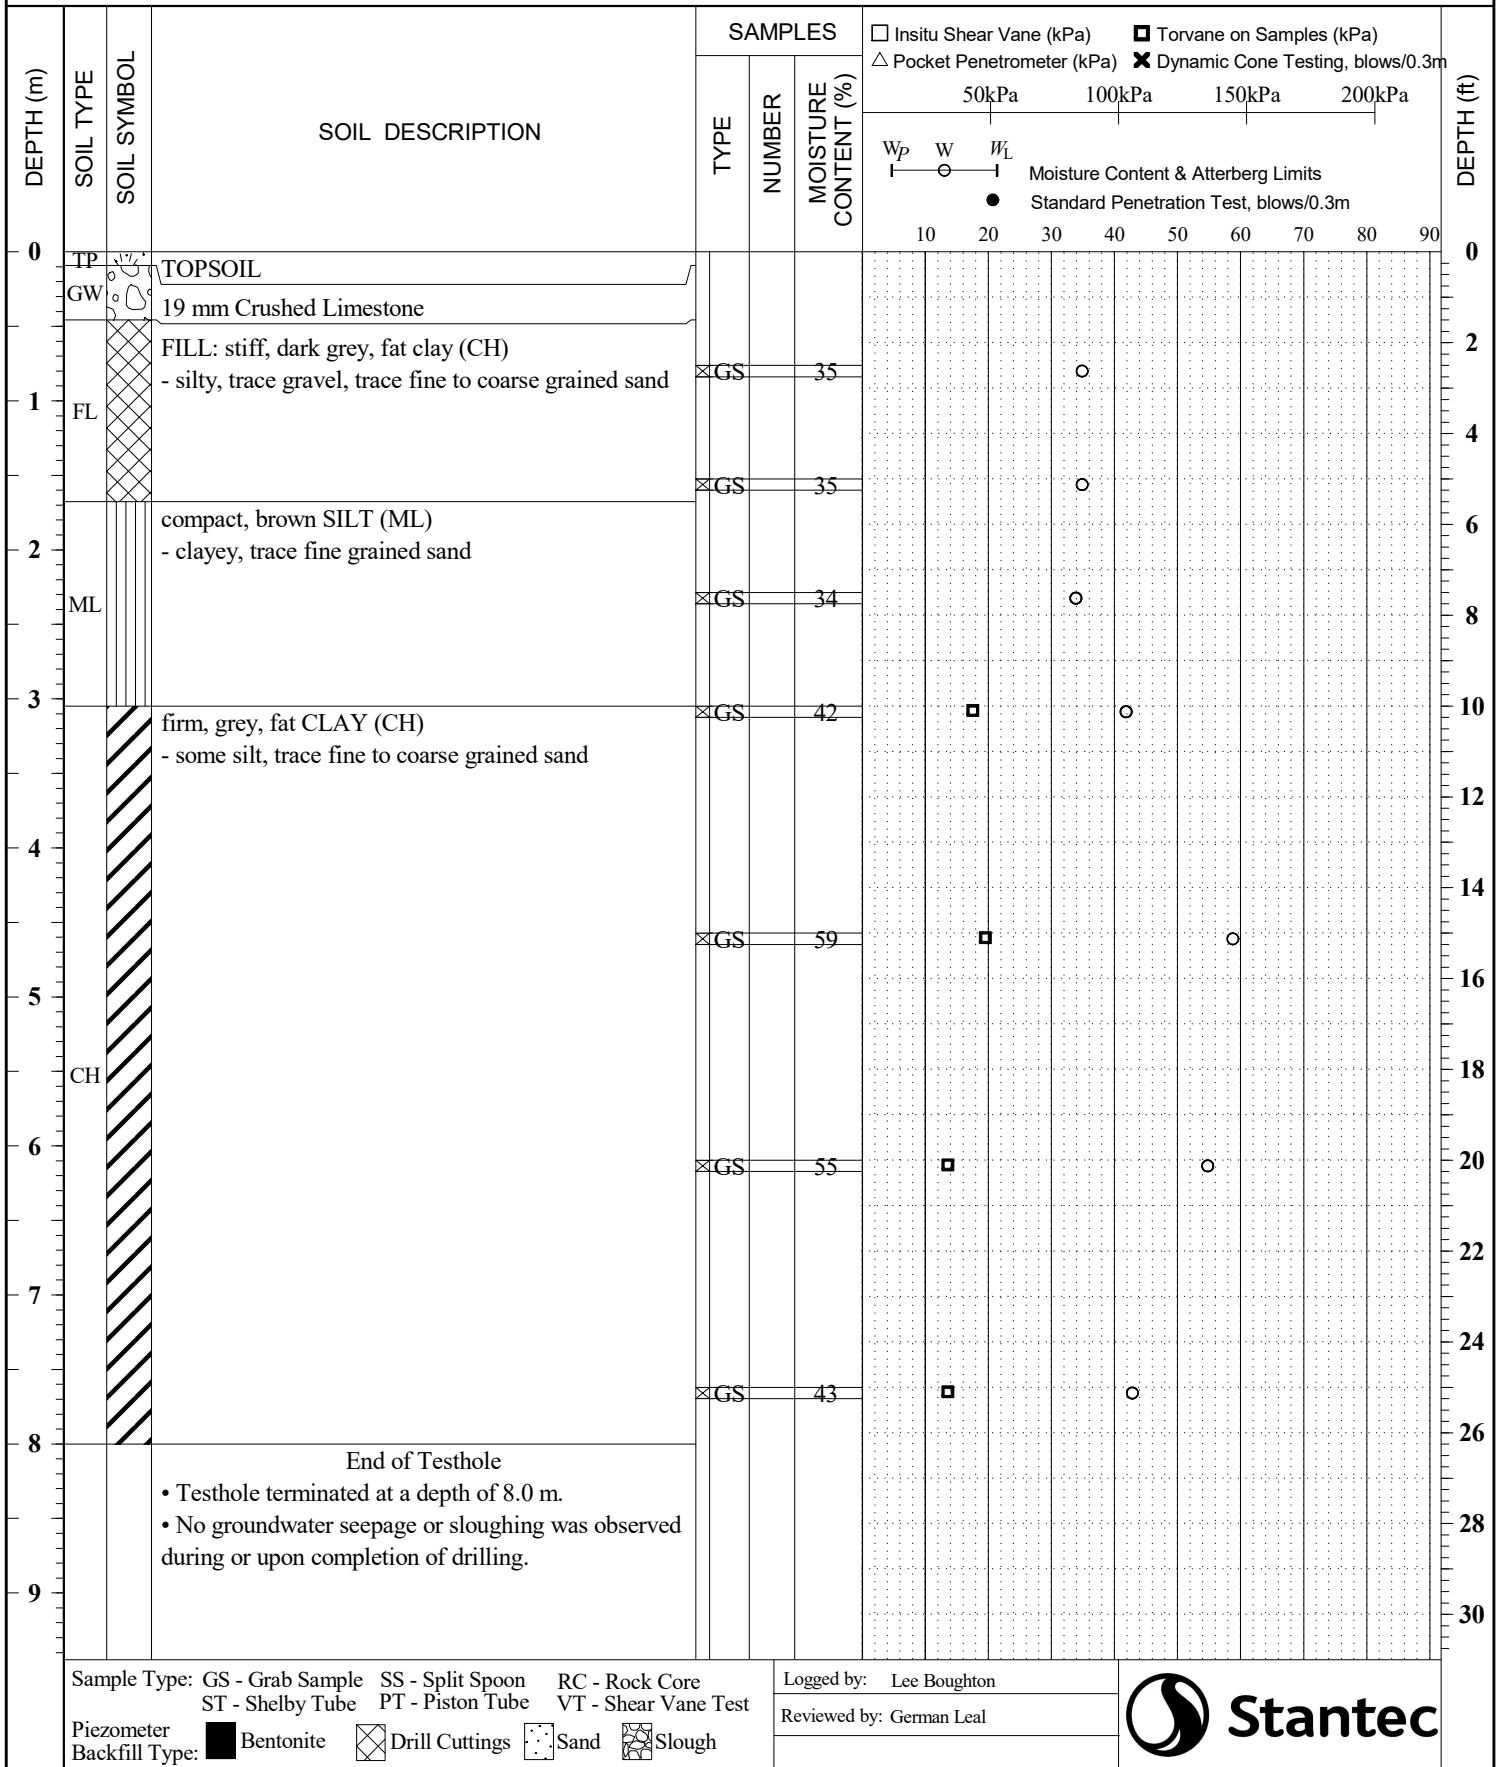 SAMPLES
Insitu Shear Vane (kPa)
Torvane on Samples (kPa)
Pocket Penetrometer (kPa)
Dynamic Cone Testing, blows/0.3m
50kPa 100kPa 150kPa 200kPa
DEPTH (m)
SOIL TYPE
SOIL SYMBOL
SOIL DESCRIPTION
TYPE
NUMBER
MOISTURE
CONTENT (%)
DEPTH (ft)
WP W WL
Moisture Content & Atterberg Limits
Standard Penetration Test, blows/0.3m
10 20 30 40 50 60 70 80 90
0 0
TP
TOPSOIL
GW
19 mm Crushed Limestone
FILL: stiff, dark grey, fat clay (CH)
2
- silty, trace gravel, trace fine to coarse grained sand
GS 35
1
FL
4
GS 35
compact, brown SILT (ML)
6
- clayey, trace fine grained sand
2
GS 34
ML
8
3
10
GS 42
firm, grey, fat CLAY (CH)
- some silt, trace fine to coarse grained sand
12
4
14
GS 59
16
5
18
CH
6
20
GS 55
22
7
24
GS 43
26
8
End of Testhole
• Testhole terminated at a depth of 8.0 m.
• No groundwater seepage or sloughing was observed
during or upon completion of drilling.
28
9
30
Sample Type: GS - Grab Sample SS - Split Spoon RC - Rock Core
ST - Shelby Tube PT - Piston Tube VT - Shear Vane Test
Piezometer
Backfill Type:
Bentonite Drill Cuttings Sand Slough
Logged by: Lee Boughton
Reviewed by: German Leal
Stantec